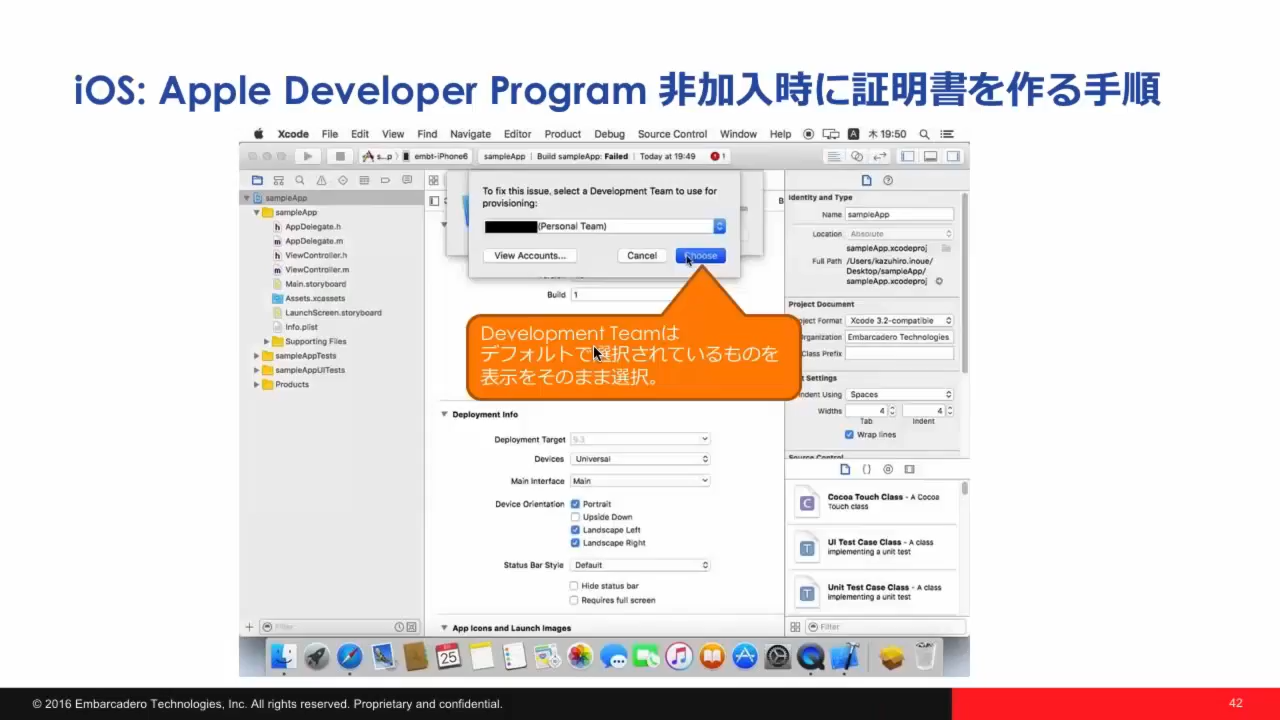 iOS: Apple Developer Program 非加入時に証明書を作る手順
Xcode File Edit View Find Navigate Editor Product Debug Source Control Window Help 木 19:50
s...p embt-iPhone6 sampleApp Build sampleApp: Failed Today at 19:49 1
sampleApp
sampleApp
AppDelegate.h
AppDelegate.m
ViewController.h
ViewController.m
Main.storyboard
Assets.xcassets
LaunchScreen.storyboard
Info.plist
Supporting Files
sampleAppTests
sampleAppUITests
Products
Filter
To fix this issue, select a Development Team to use for
provisioning:
(Personal Team)
View Accounts... Cancel Choose
Build 1
Development Teamは
デフォルトで選択されているものを
表示をそのまま選択。
Deployment Info
Deployment Target 9.3
Devices Universal
Main Interface Main
Device Orientation Portrait
Upside Down
Landscape Left
Landscape Right
Status Bar Style Default
Hide status bar
Requires full screen
App Icons and Launch Images
Identity and Type
Name sampleApp
Location Absolute
sampleApp.xcodeproj
Full Path /Users/kazuhiro.inoue/
Desktop/sampleApp/
sampleApp.xcodeproj
Project Document
oject Format Xcode 3.2-compatible
Organization Embarcadero Technologies
Class Prefix
t Settings
Indent Using Spaces
Widths 4 4
Tab Indent
Wrap lines
Source Control
Cocoa Touch Class - A Cocoa
Touch class
UI Test Case Class - A class
implementing a unit test
Unit Test Case Class - A class
implementing a unit test
Filter
25
© 2016 Embarcadero Technologies, Inc. All rights reserved. Proprietary and confidential.
42